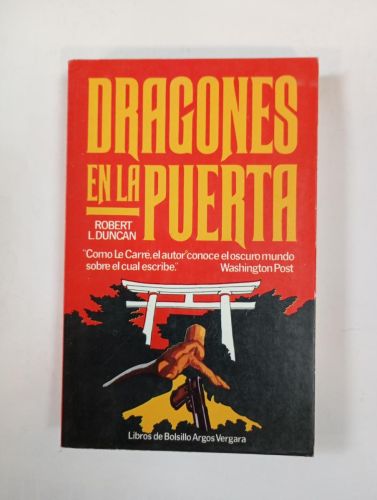 DRAGONES
EN LA
PUERTA
ROBERT
L. DUNCAN
"Como Le Carre, el autor conoce el oscuro mundo
sobre el cual escribe."
Washington Post
Libros de Bolsillo Argos Vergara